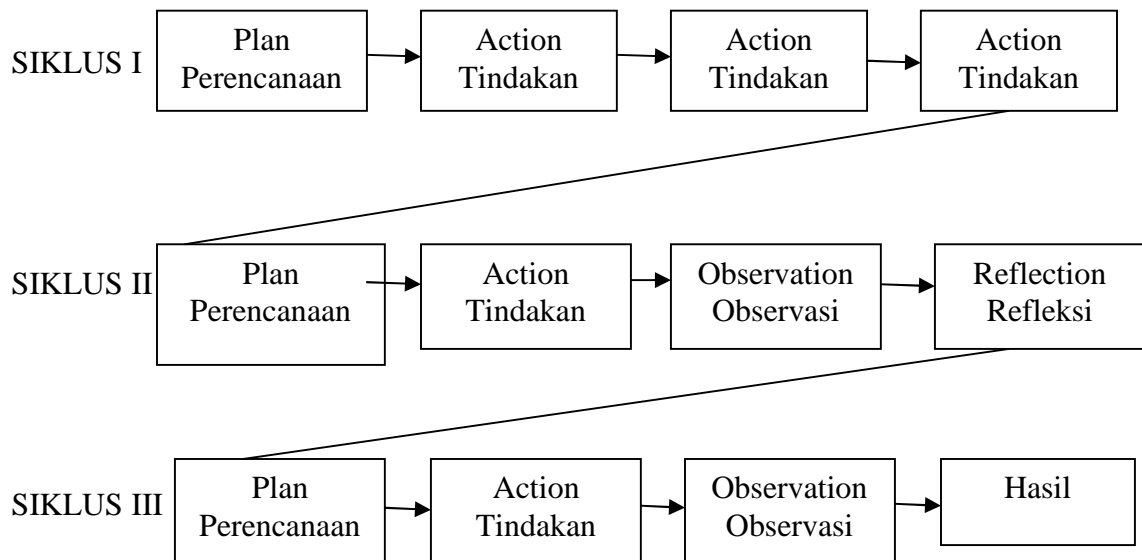 SIKLUS I
Plan
Perencanaan
Action
Tindakan
Action
Tindakan
Action
Tindakan
SIKLUS II
Plan
Perencanaan
Action
Tindakan
Observation
Observasi
Reflection
Refleksi
SIKLUS III
Plan
Perencanaan
Action
Tindakan
Observation
Observasi
Hasil